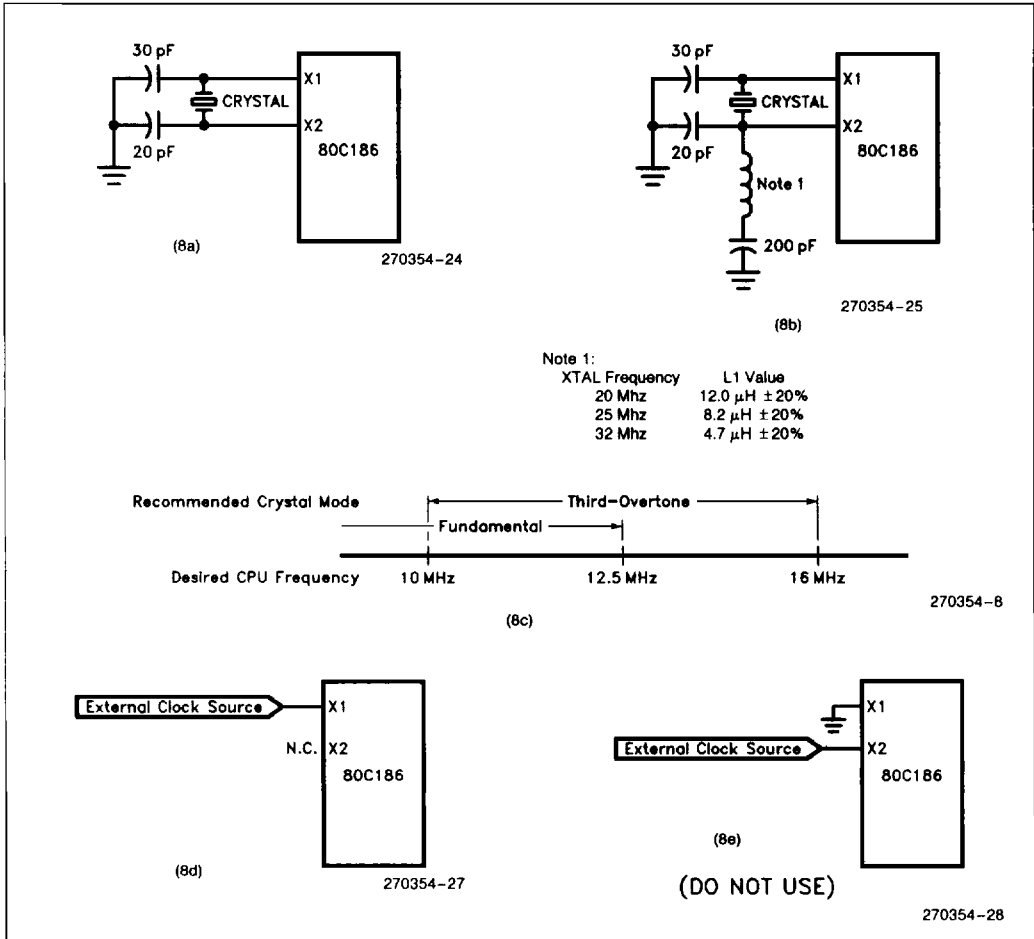 30 pF
X1
CRYSTAL
X2
20 pF
80C186
(8a)
270354-24
30 pF
X1
CRYSTAL
X2
20 pF
80C186
Note 1
200 pF
270354-25
(8b)
Note 1:
XTAL Frequency L1 Value
20 Mhz 12.0 μH ±20%
25 Mhz 8.2 μH ±20%
32 Mhz 4.7 μH ±20%
Recommended Crystal Mode Third-Overtone
Fundamental
Desired CPU Frequency 10 MHz 12.5 MHz 16 MHz
270354-8
(8c)
External Clock Source X1
N.C. X2
80C186
(8d)
270354-27
X1
External Clock Source X2
80C186
(8e)
(DO NOT USE)
270354-28